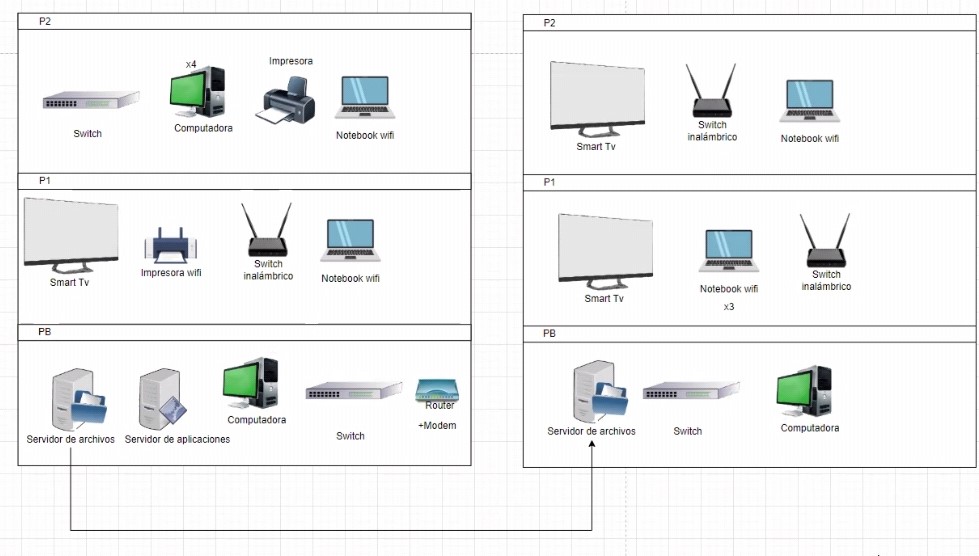 P2
x4
Impresora
Switch
Computadora
Notebook wifi
P1
Smart Tv
Impresora wifi
Switch
inalámbrico
Notebook wifi
PB
Servidor de archivos
Servidor de aplicaciones
Computadora
Switch
Router
+Modem
P2
Smart Tv
Switch
inalámbrico
Notebook wifi
P1
Smart Tv
Notebook wifi
x3
Switch
inalámbrico
PB
Servidor de archivos
Switch
Computadora